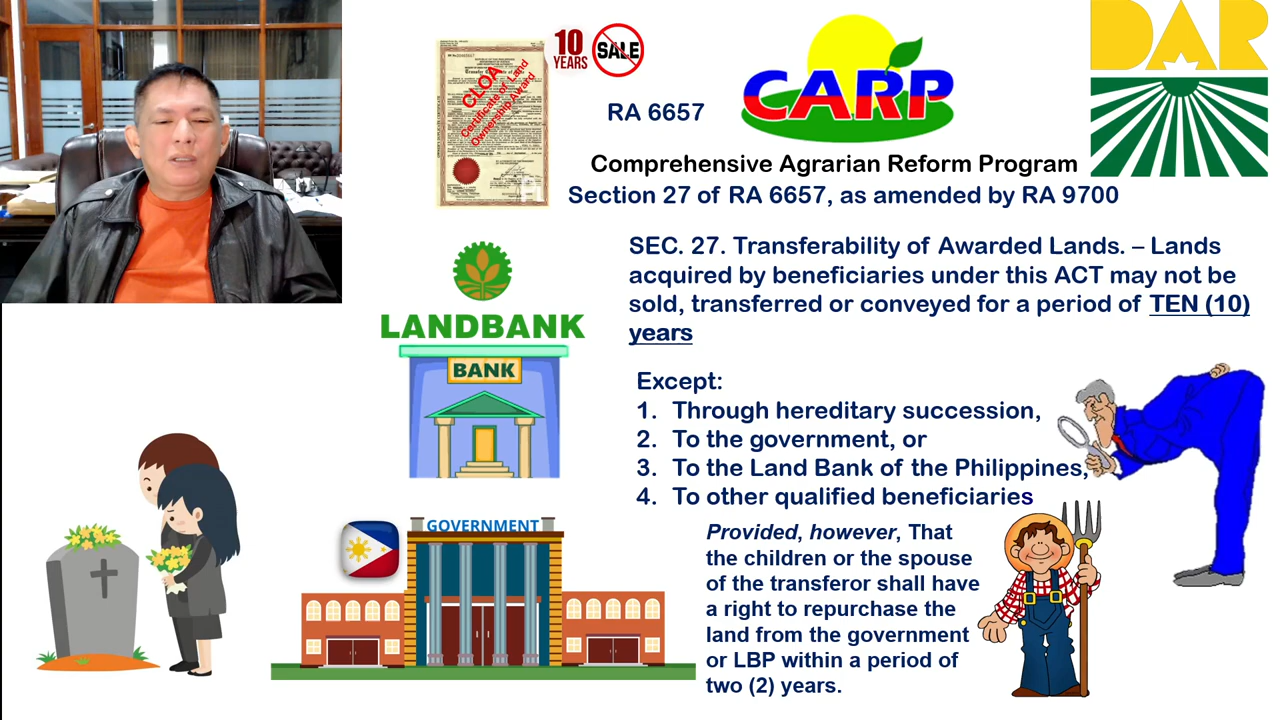 10
YEARS
SALE
CLOA
Certificate of Land
Ownership Award
RA 6657
CARP
DAR
Comprehensive Agrarian Reform Program
Section 27 of RA 6657, as amended by RA 9700
SEC. 27. Transferability of Awarded Lands. – Lands
acquired by beneficiaries under this ACT may not be
sold, transferred or conveyed for a period of TEN (10)
years
LANDBANK
BANK
Except:
1. Through hereditary succession,
2. To the government, or
3. To the Land Bank of the Philippines,
4. To other qualified beneficiaries
GOVERNMENT
Provided, however, That
the children or the spouse
of the transferor shall have
a right to repurchase the
land from the government
or LBP within a period of
two (2) years.